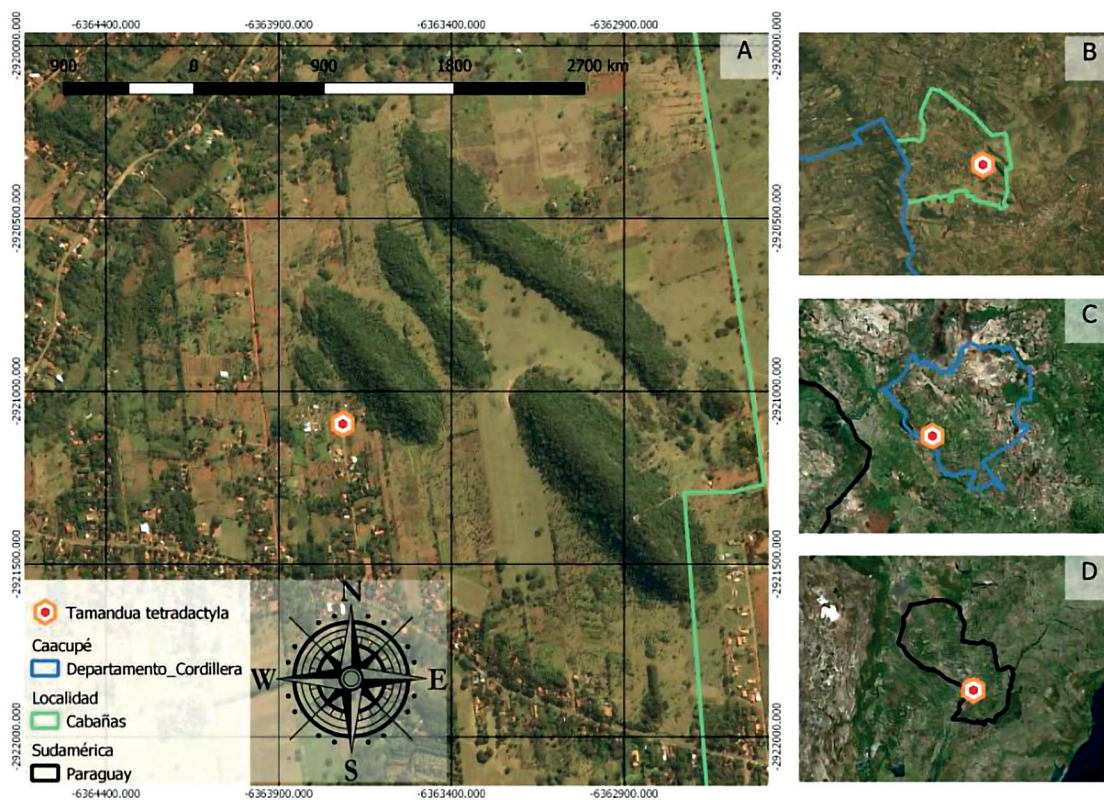 -6364400.000 -6363900.000 -6363400.000 -6362900.000
-2920000.000 -2920000.000
A
900 0 900 1800 2700 km
-2920500.000 -2920500.000
-2921000.000 -2921000.000
-2921500.000 -2921500.000
-2922000.000 -2922000.000
Tamandua tetradactyla
Caacupé
Departamento_Cordillera
Localidad
Cabañas
Sudamérica
Paraguay
N
W E
S
-6364400.000 -6363900.000 -6363400.000 -6362900.000
B
C
D